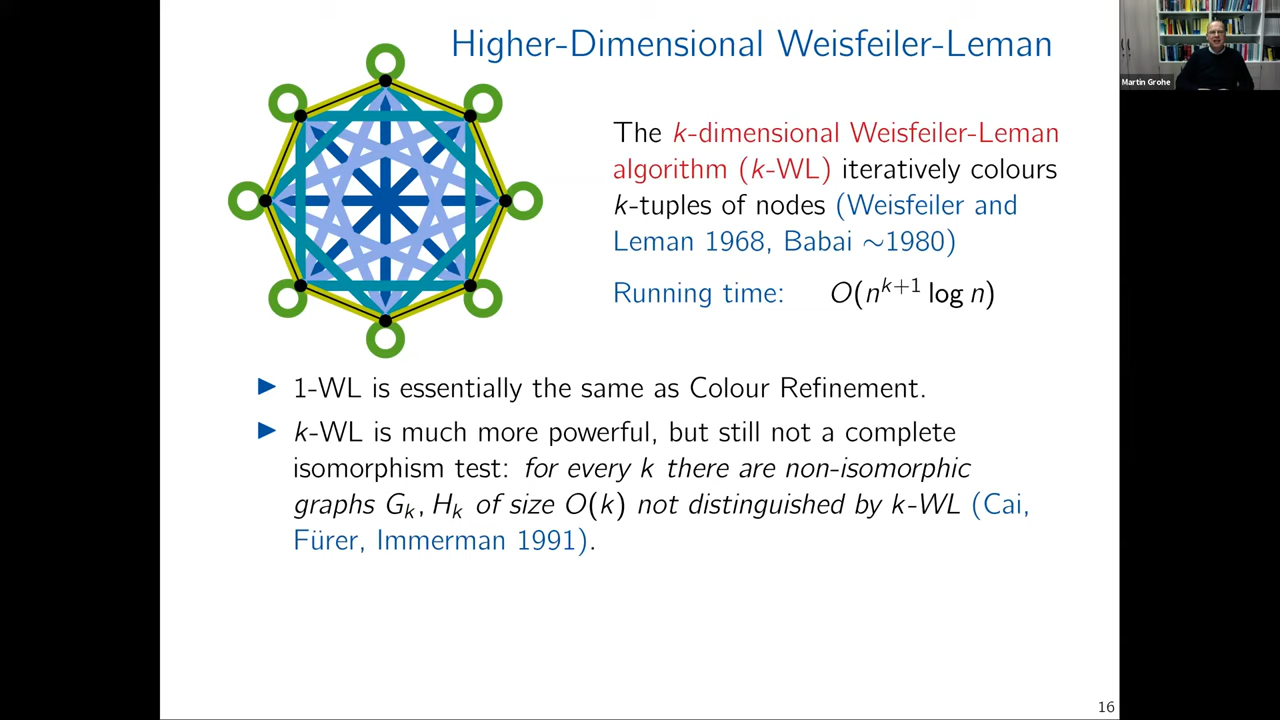 Higher-Dimensional Weisfeiler-Leman
Martin Grohe
The k-dimensional Weisfeiler-Leman
algorithm (k-WL) iteratively colours
k-tuples of nodes (Weisfeiler and
Leman 1968, Babai ∼1980)
Running time: O(nᵏ⁺¹ log n)
▶ 1-WL is essentially the same as Colour Refinement.
▶ k-WL is much more powerful, but still not a complete
isomorphism test: for every k there are non-isomorphic
graphs Gₖ, Hₖ of size O(k) not distinguished by k-WL (Cai,
Fürer, Immerman 1991).
16